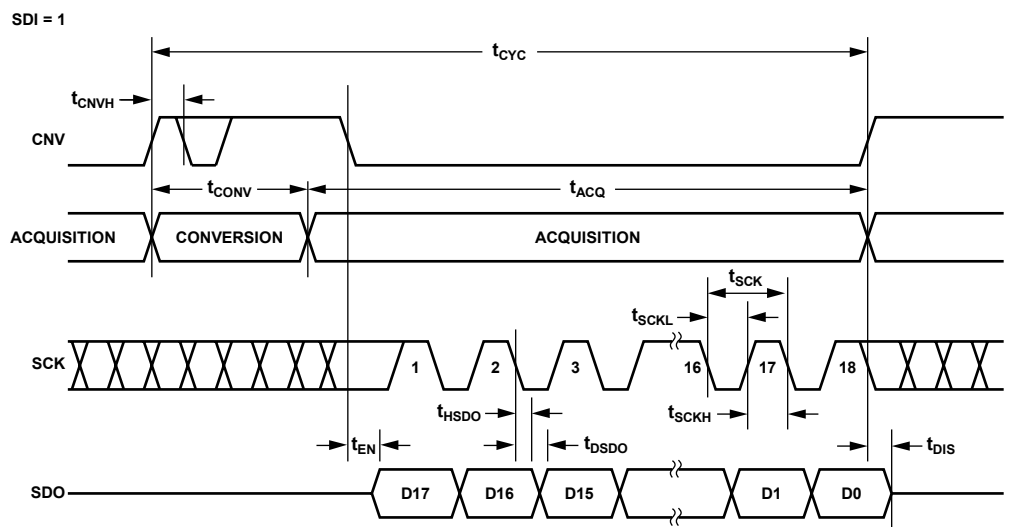 SDI = 1
tCYC
tCNVH
CNV
tCONV tACQ
ACQUISITION CONVERSION ACQUISITION
tSCK
tSCKL
SCK 1 2 3 16 17 18
tHSDO tSCKH
tEN tDSDO tDIS
SDO D17 D16 D15 D1 D0